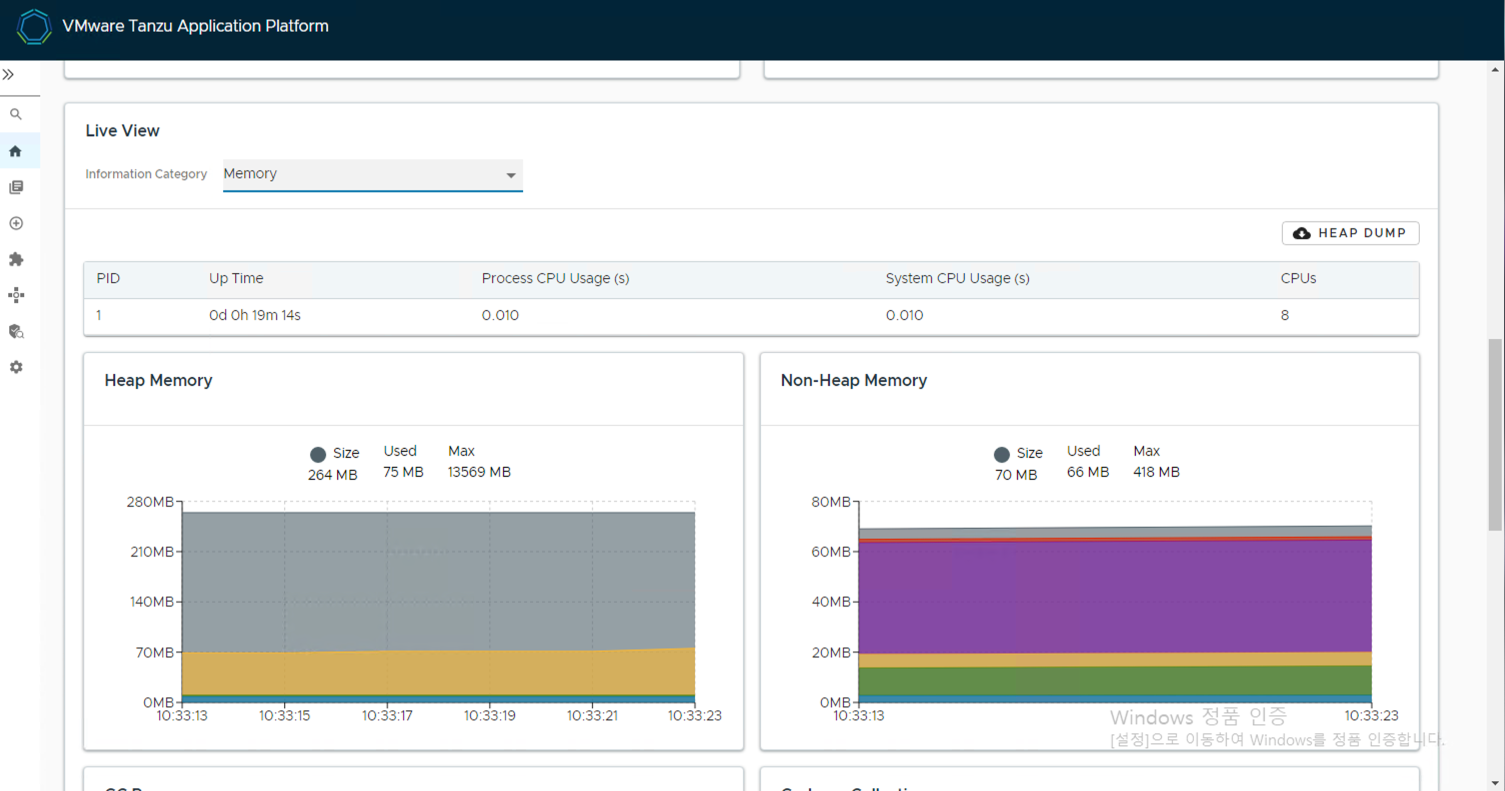 VMware Tanzu Application Platform
Live View
Information Category Memory
HEAP DUMP
PID Up Time Process CPU Usage (s) System CPU Usage (s) CPUs
1 0d 0h 19m 14s 0.010 0.010 8
Heap Memory
Size Used Max
264 MB 75 MB 13569 MB
280MB
210MB
140MB
70MB
0MB
10:33:13 10:33:15 10:33:17 10:33:19 10:33:21 10:33:23
Non-Heap Memory
Size Used Max
70 MB 66 MB 418 MB
80MB
60MB
40MB
20MB
0MB
10:33:13 10:33:23
Windows 정품 인증
[설정]으로 이동하여 Windows를 정품 인증합니다.